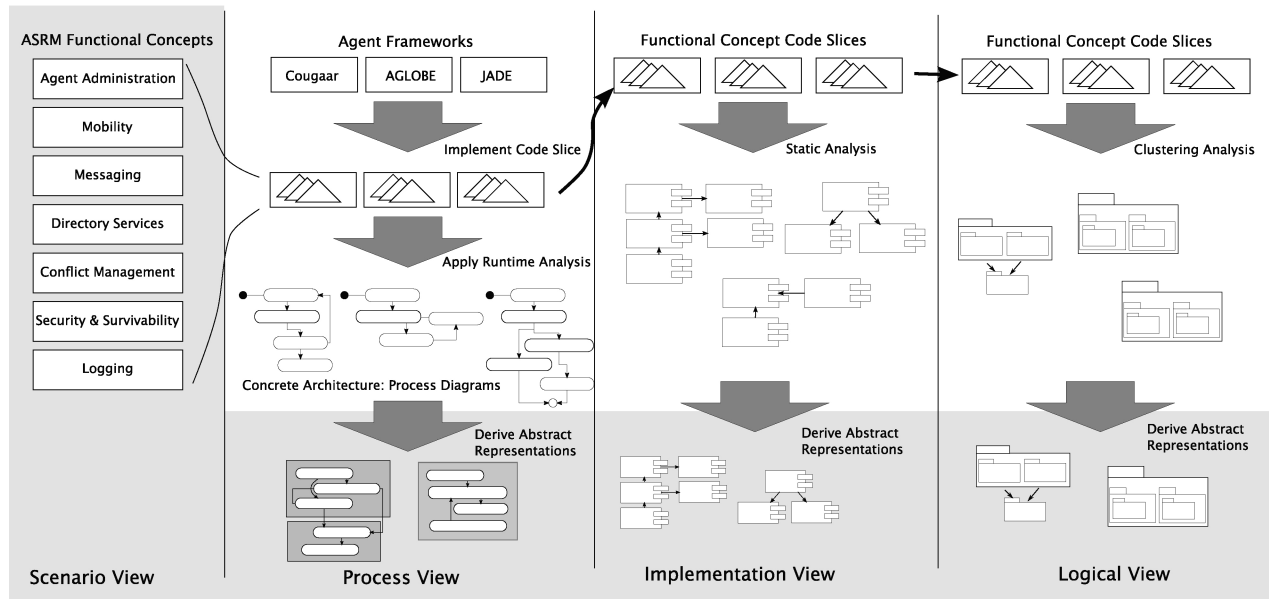 ASRM Functional Concepts
Agent Administration
Mobility
Messaging
Directory Services
Conflict Management
Security & Survivability
Logging
Scenario View
Agent Frameworks
Cougaar
AGLOBE
JADE
Implement Code Slice
Apply Runtime Analysis
Concrete Architecture: Process Diagrams
Derive Abstract
Representations
Process View
Functional Concept Code Slices
Static Analysis
Derive Abstract
Representations
Implementation View
Functional Concept Code Slices
Clustering Analysis
Derive Abstract
Representations
Logical View